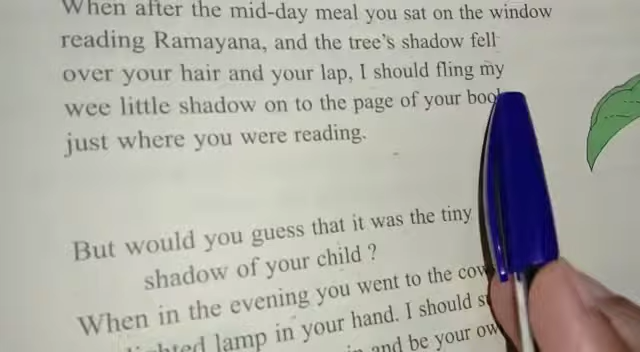 When after the mid-day meal you sat on the window
reading Ramayana, and the tree's shadow fell
over your hair and your lap, I should fling my
wee little shadow on to the page of your
just where you were reading.
But would you guess that it was the tiny
shadow of your child ?
When in the evening you went to the
lamp in your hand. I should
and be your